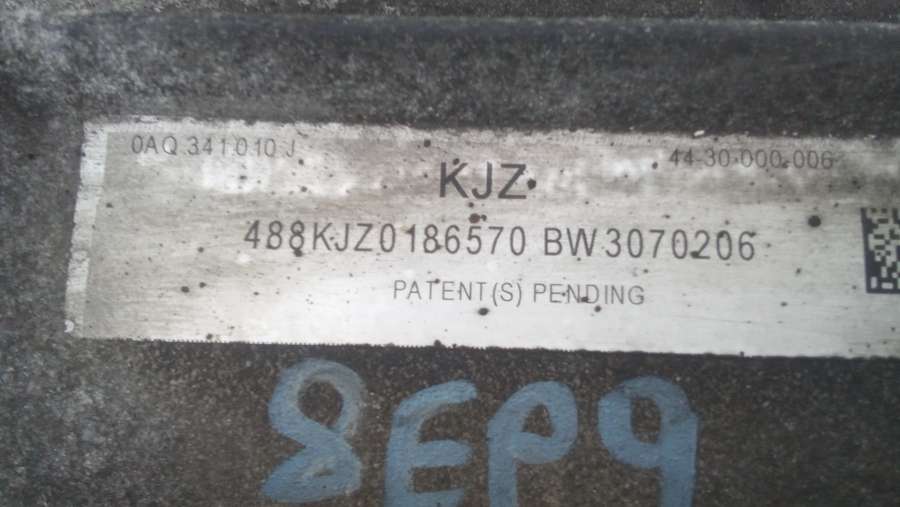 0AQ 341 010 J 44-30-000-006
KJZ
488KJZ0186570 BW3070206
PATENT(S) PENDING
8EP9